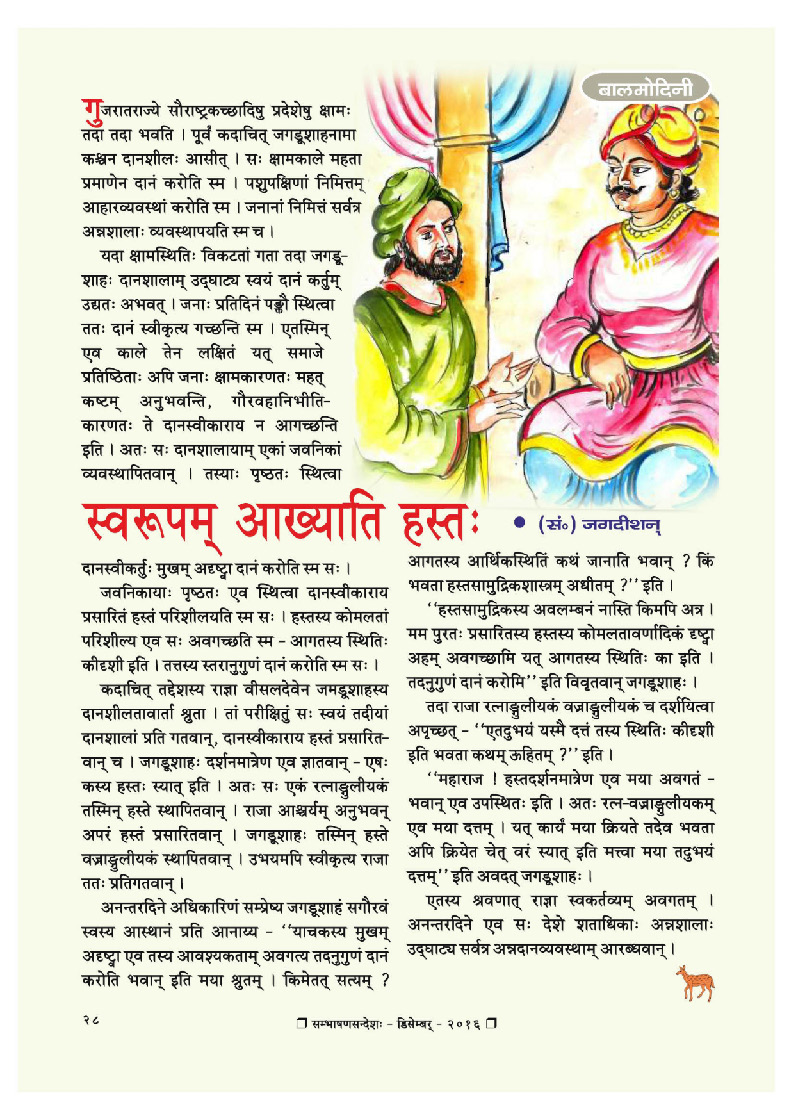 बालमोदिनी
गुजरातराज्ये सौराष्ट्रकच्छादिषु प्रदेशेषु क्षामः
तदा तदा भवति । पूर्वं कदाचित् जगडूशाहनामा
कश्चन दानशीलः आसीत् । सः क्षामकाले महता
प्रमाणेन दानं करोति स्म । पशुपक्षिणां निमित्तम्
आहारव्यवस्थां करोति स्म । जनानां निमित्तं सर्वत्र
अन्नशालाः व्यवस्थापयति स्म च ।
यदा क्षामस्थितिः विकटतां गता तदा जगडू-
शाहः दानशालाम् उद्घाट्य स्वयं दानं कर्तुम्
उद्यतः अभवत् । जनाः प्रतिदिनं पङ्क्तौ स्थित्वा
ततः दानं स्वीकृत्य गच्छन्ति स्म । एतस्मिन्
एव काले तेन लक्षितं यत् समाजे
प्रतिष्ठिताः अपि जनाः क्षामकारणतः महत्
कष्टम् अनुभवन्ति, गौरवहानिभीति-
कारणतः ते दानस्वीकाराय न आगच्छन्ति
इति । अतः सः दानशालायाम् एकां जवनिकां
व्यवस्थापितवान् । तस्याः पृष्ठतः स्थित्वा
स्वरूपम् आख्याति हस्तः
• (सं०) जगदीशन्
दानस्वीकर्तुः मुखम् अदृष्ट्वा दानं करोति स्म सः ।
जवनिकायाः पृष्ठतः एव स्थित्वा दानस्वीकाराय
प्रसारितं हस्तं परिशीलयति स्म सः । हस्तस्य कोमलतां
परिशील्य एव सः अवगच्छति स्म - आगतस्य स्थितिः
कीदृशी इति । तत्तस्य स्तरानुगुणं दानं करोति स्म सः ।
कदाचित् तद्देशस्य राज्ञा वीसलदेवेन जमडूशाहस्य
दानशीलतावार्ता श्रुता । तां परीक्षितुं सः स्वयं तदीयां
दानशालां प्रति गतवान्, दानस्वीकाराय हस्तं प्रसारित-
वान् च । जगडूशाहः दर्शनमात्रेण एव ज्ञातवान् - एषः
कस्य हस्तः स्यात् इति । अतः सः एकं रत्नाङ्गुलीयकं
तस्मिन् हस्ते स्थापितवान् । राजा आश्चर्यम् अनुभवन्
अपरं हस्तं प्रसारितवान् । जगडूशाहः तस्मिन् हस्ते
वज्राङ्गुलीयकं स्थापितवान् । उभयमपि स्वीकृत्य राजा
ततः प्रतिगतवान् ।
अनन्तरदिने अधिकारिणं सम्प्रेष्य जगडूशाहं सगौरवं
स्वस्य आस्थानं प्रति आनाय्य - “याचकस्य मुखम्
अदृष्ट्वा एव तस्य आवश्यकताम् अवगत्य तदनुगुणं दानं
करोति भवान् इति मया श्रुतम् । किमेतत् सत्यम् ?
आगतस्य आर्थिकस्थितिं कथं जानाति भवान् ? किं
भवता हस्तसामुद्रिकशास्त्रम् अधीतम् ?” इति ।
“हस्तसामुद्रिकस्य अवलम्बनं नास्ति किमपि अत्र ।
मम पुरतः प्रसारितस्य हस्तस्य कोमलतावर्णादिकं दृष्ट्वा
अहम् अवगच्छामि यत् आगतस्य स्थितिः का इति ।
तदनुगुणं दानं करोमि” इति विवृतवान् जगडूशाहः ।
तदा राजा रत्नाङ्गुलीयकं वज्राङ्गुलीयकं च दर्शयित्वा
अपृच्छत् - “एतदुभयं यस्मै दत्तं तस्य स्थितिः कीदृशी
इति भवता कथम् ऊहितम् ?” इति ।
“महाराज ! हस्तदर्शनमात्रेण एव मया अवगतं -
भवान् एव उपस्थितः इति । अतः रत्न-वज्राङ्गुलीयकम्
एव मया दत्तम् । यत् कार्यं मया क्रियते तदेव भवता
अपि क्रियेत चेत् वरं स्यात् इति मत्त्वा मया तदुभयं
दत्तम्” इति अवदत् जगडूशाहः ।
एतस्य श्रवणात् राज्ञा स्वकर्तव्यम् अवगतम् ।
अनन्तरदिने एव सः देशे शताधिकाः अन्नशालाः
उद्घाट्य सर्वत्र अन्नदानव्यवस्थाम् आरब्धवान् ।
२८
❐ सम्भाषणसन्देशः - डिसेम्बर् - २०१६ ❐